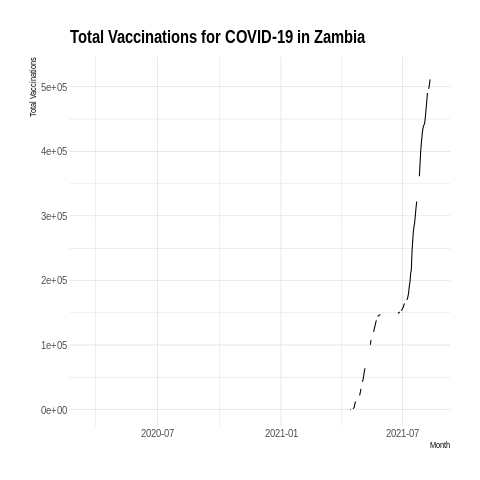 Total Vaccinations for COVID-19 in Zambia
Total Vaccinations
5e+05
4e+05
3e+05
2e+05
1e+05
0e+00
2020-07 2021-01 2021-07
Month